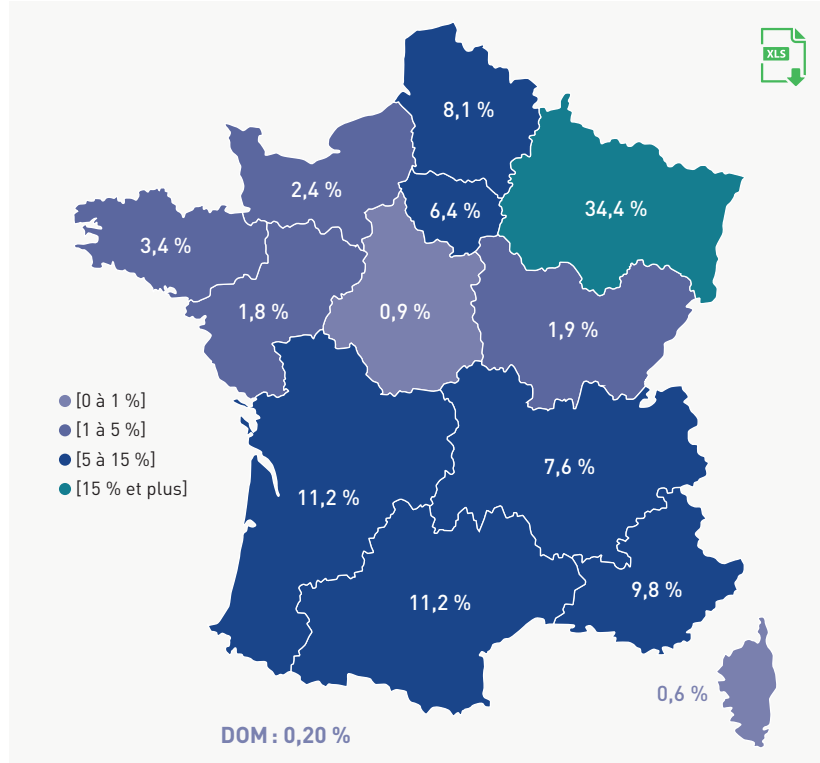 XLS
8,1 %
2,4 %
6,4 %
34,4 %
3,4 %
1,8 %
0,9 %
1,9 %
[0 à 1 %]
[1 à 5 %]
[5 à 15 %]
[15 % et plus]
7,6 %
11,2 %
9,8 %
11,2 %
0,6 %
DOM : 0,20 %